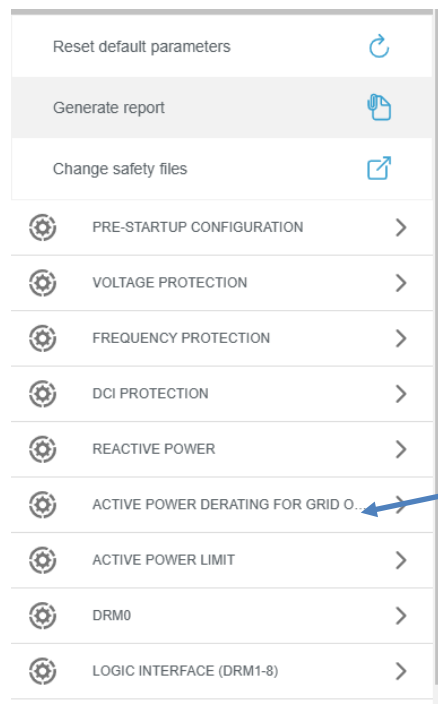 Reset default parameters
Generate report
Change safety files
PRE-STARTUP CONFIGURATION
VOLTAGE PROTECTION
FREQUENCY PROTECTION
DCI PROTECTION
REACTIVE POWER
ACTIVE POWER DERATING FOR GRID O...
ACTIVE POWER LIMIT
DRM0
LOGIC INTERFACE (DRM1-8)